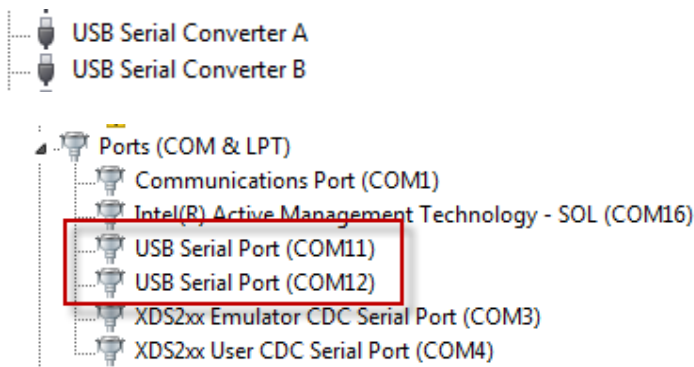 USB Serial Converter A
USB Serial Converter B
Ports (COM & LPT)
Communications Port (COM1)
Intel(R) Active Management Technology - SOL (COM16)
USB Serial Port (COM11)
USB Serial Port (COM12)
XDS2xx Emulator CDC Serial Port (COM3)
XDS2xx User CDC Serial Port (COM4)